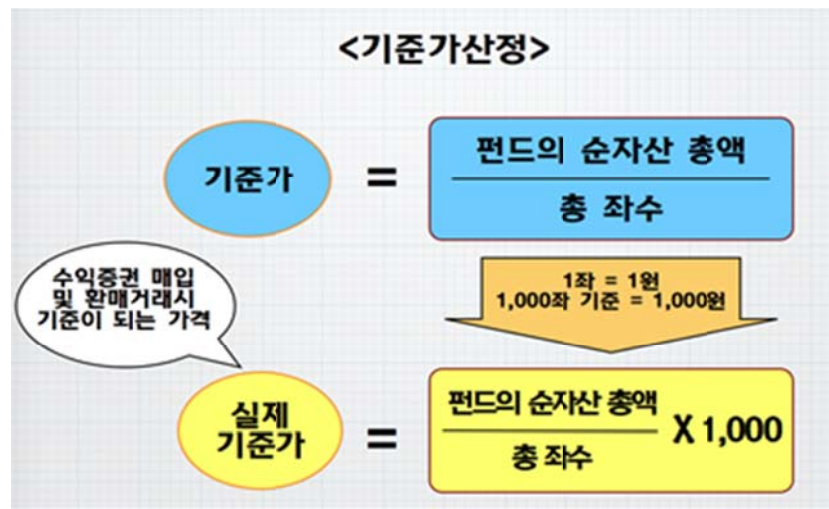 <기준가산정>
기준가
=
펀드의 순자산 총액
총 좌수
수익증권 매입
및 환매거래시
기준이 되는 가격
1좌 = 1원
1,000좌 기준 = 1,000원
실제
기준가
=
펀드의 순자산 총액
총 좌수
X 1,000